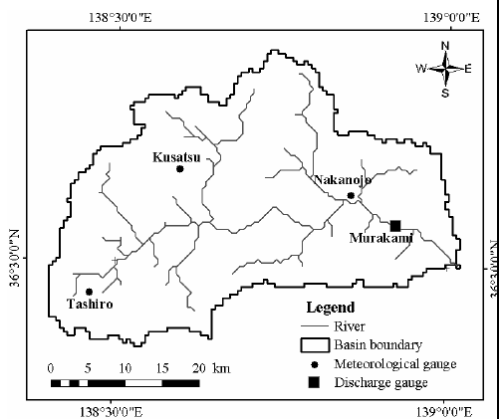 138°30'0"E
139°0'0"E
N
W E
S
Kusatsu
Nakanojo
Murakami
36°30'0"N
36°30'0"N
Tashiro
Legend
River
Basin boundary
Meteorological gauge
Discharge gauge
0 5 10 15 20 km
138°30'0"E
139°0'0"E